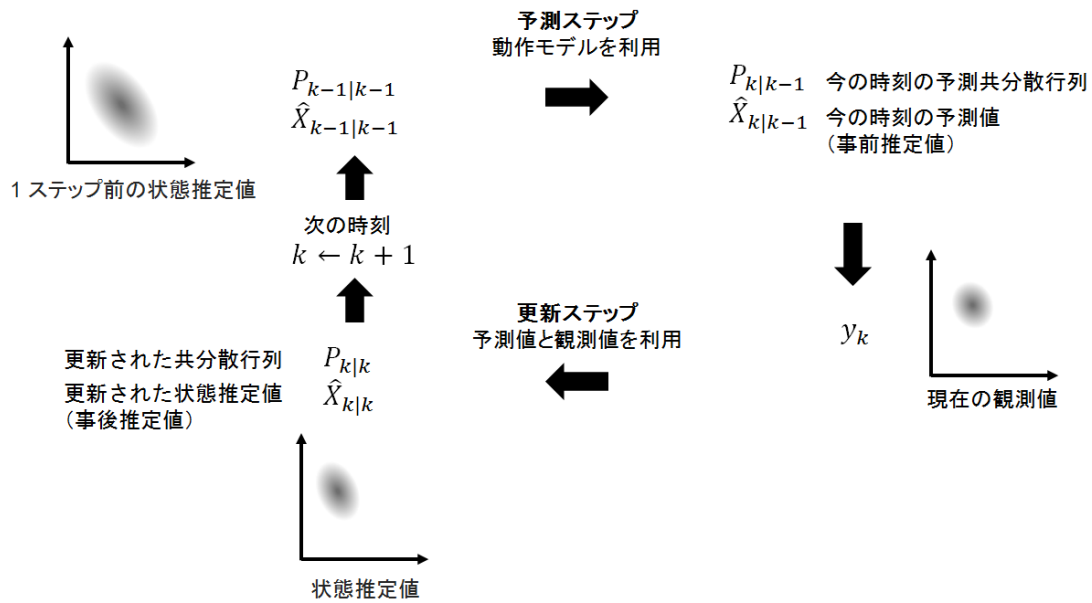 予測ステップ
動作モデルを利用
P_{k-1|k-1}
X̂_{k-1|k-1}
1 ステップ前の状態推定値
P_{k|k-1} 今の時刻の予測共分散行列
X̂_{k|k-1} 今の時刻の予測値
(事前推定値)
次の時刻
k ← k + 1
更新ステップ
予測値と観測値を利用
y_k
現在の観測値
更新された共分散行列 P_{k|k}
更新された状態推定値 X̂_{k|k}
(事後推定値)
状態推定値